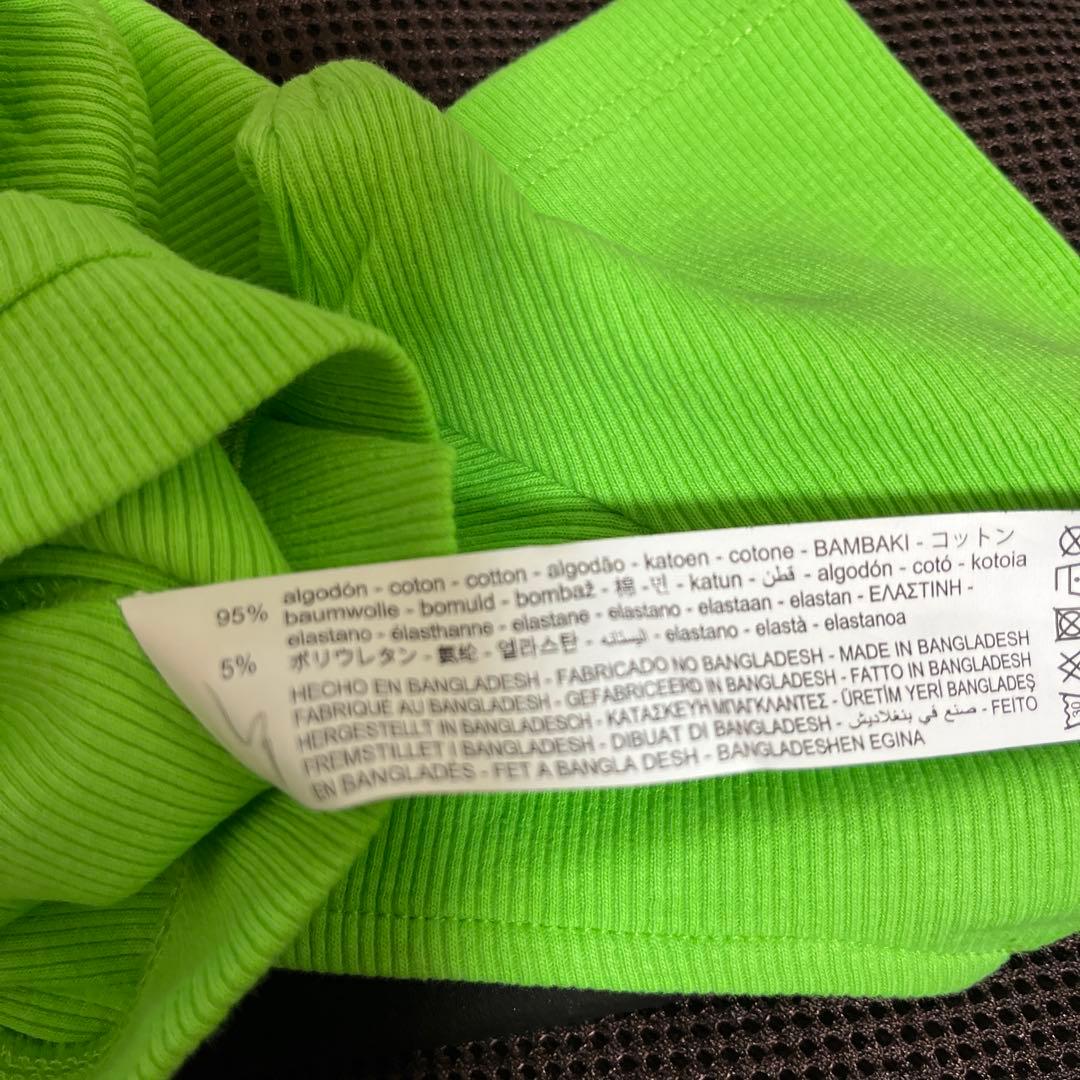 95% algodón - coton - cotton - algodão - katoen - cotone - BAMBAKI - コットン
baumwolle - bomuld - bombaž - 棉 - 면 - katun - قطن - algodón - cotó - kotoia
5% elastano - élasthanne - elastane - elastano - elastaan - elastan - ΕΛΑΣΤΙΝΗ -
ポリウレタン - 氨纶 - 엘라스탄 - - elastano - elastà - elastanoa
HECHO EN BANGLADESH - FABRICADO NO BANGLADESH - MADE IN BANGLADESH
FABRIQUE AU BANGLADESH - GEFABRICEERD IN BANGLADESH - FATTO IN BANGLADESH
HERGESTELLT IN BANGLADESCH - ΚΑΤΑΣΚΕΥΗ ΜΠΑΓΚΛΑΝΤΕΣ - ÜRETİM YERİ BANGLADEŞ
FREMSTILLET I BANGLADESH - DIBUAT DI BANGLADESH - صنع في بنغلاديش - FEITO
EN BANGLADÉS - FET A BANGLA DESH - BANGLADESHEN EGINA
30